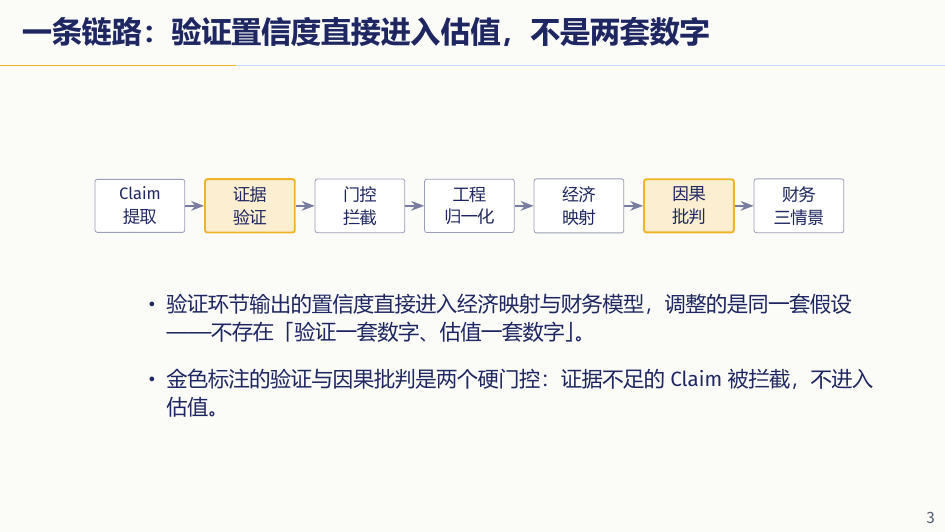 一条链路：验证置信度直接进入估值，不是两套数字
Claim
提取
证据
验证
门控
拦截
工程
归一化
经济
映射
因果
批判
财务
三情景
• 验证环节输出的置信度直接进入经济映射与财务模型，调整的是同一套假设
——不存在「验证一套数字、估值一套数字」。
• 金色标注的验证与因果批判是两个硬门控：证据不足的 Claim 被拦截，不进入
估值。
3